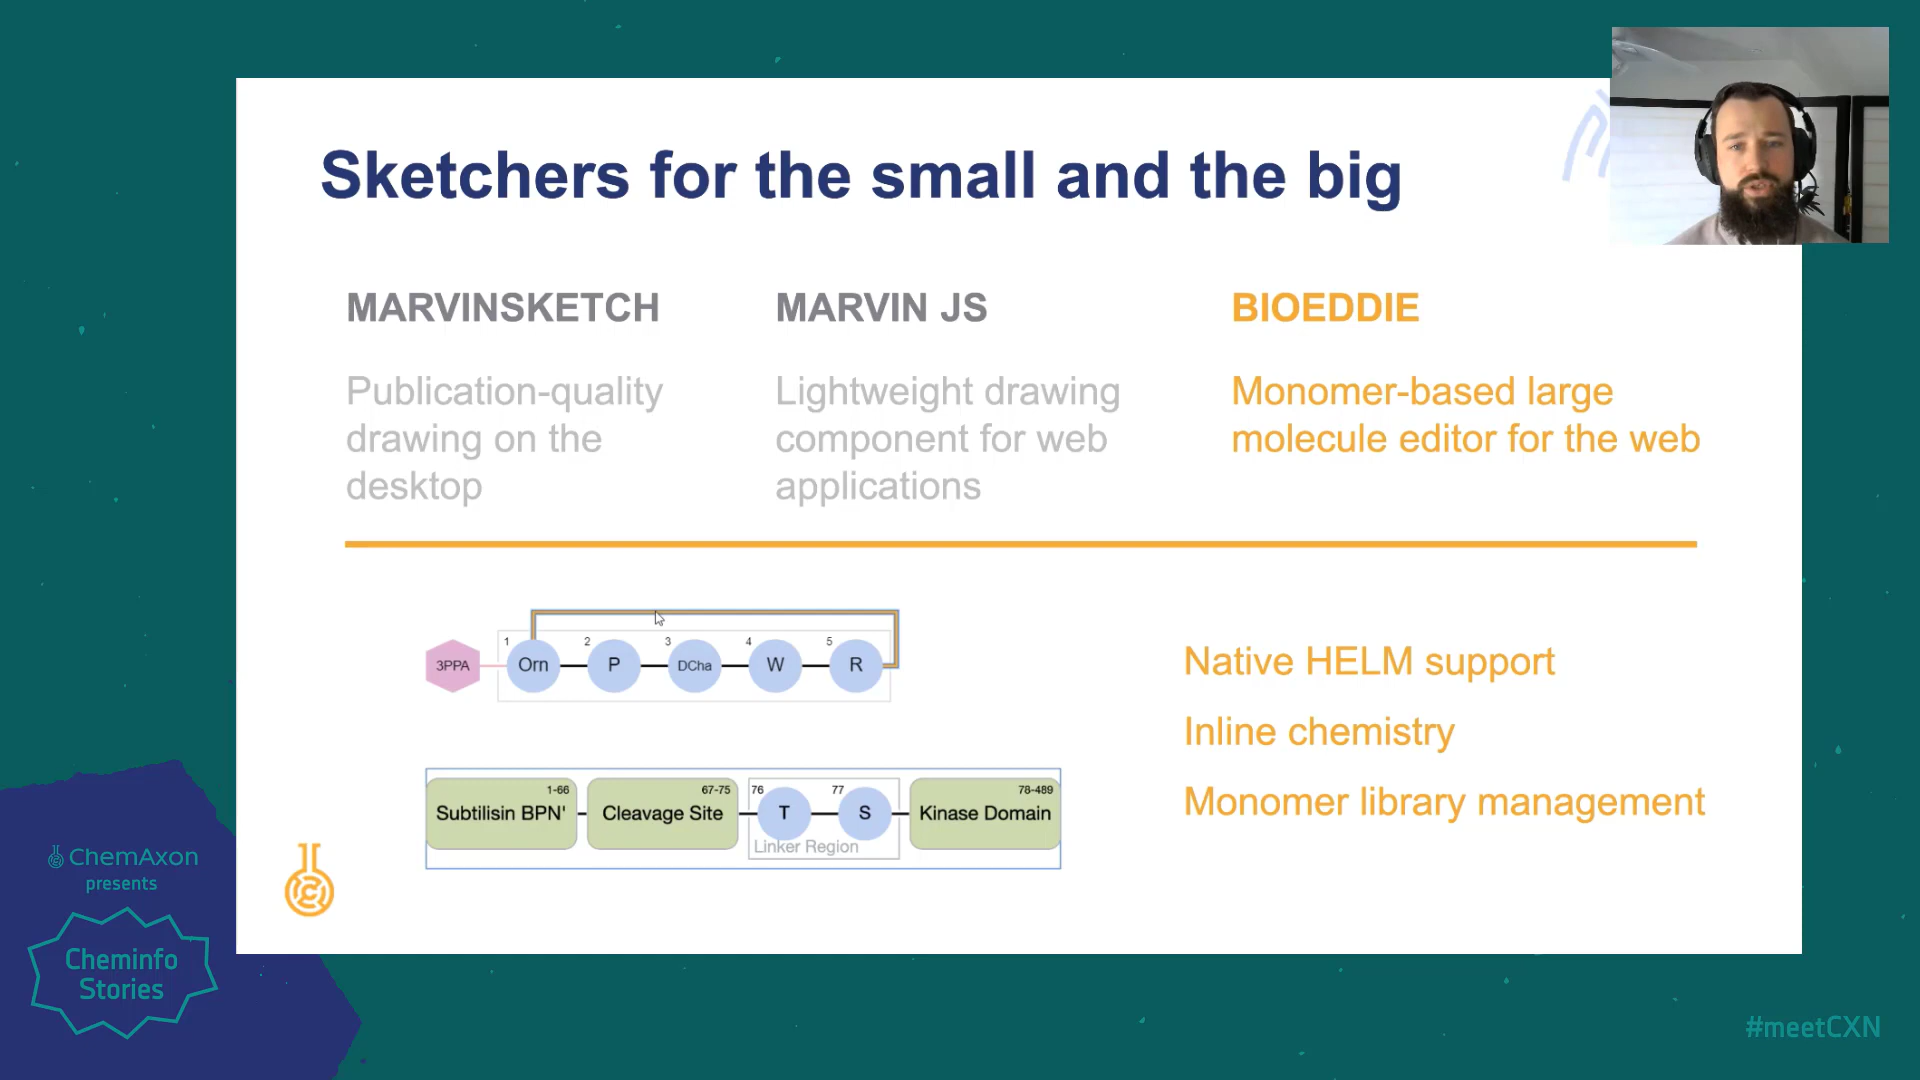 Sketchers for the small and the big
MARVINSKETCH
Publication-quality
drawing on the
desktop
MARVIN JS
Lightweight drawing
component for web
applications
BIOEDDIE
Monomer-based large
molecule editor for the web
1
2
3
4
5
3PPA
Orn
P
DCha
W
R
1-66
Subtilisin BPN'
67-75
Cleavage Site
76
77
T
S
Linker Region
78-489
Kinase Domain
Native HELM support
Inline chemistry
Monomer library management
ChemAxon
presents
Cheminfo
Stories
#meetCXN